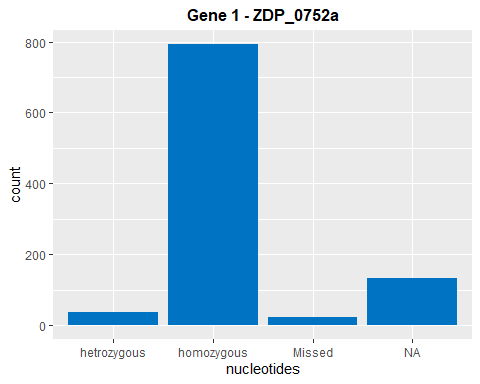 Gene 1 - ZDP_0752a
800
600
400
200
0
count
hetrozygous homozygous Missed NA
nucleotides